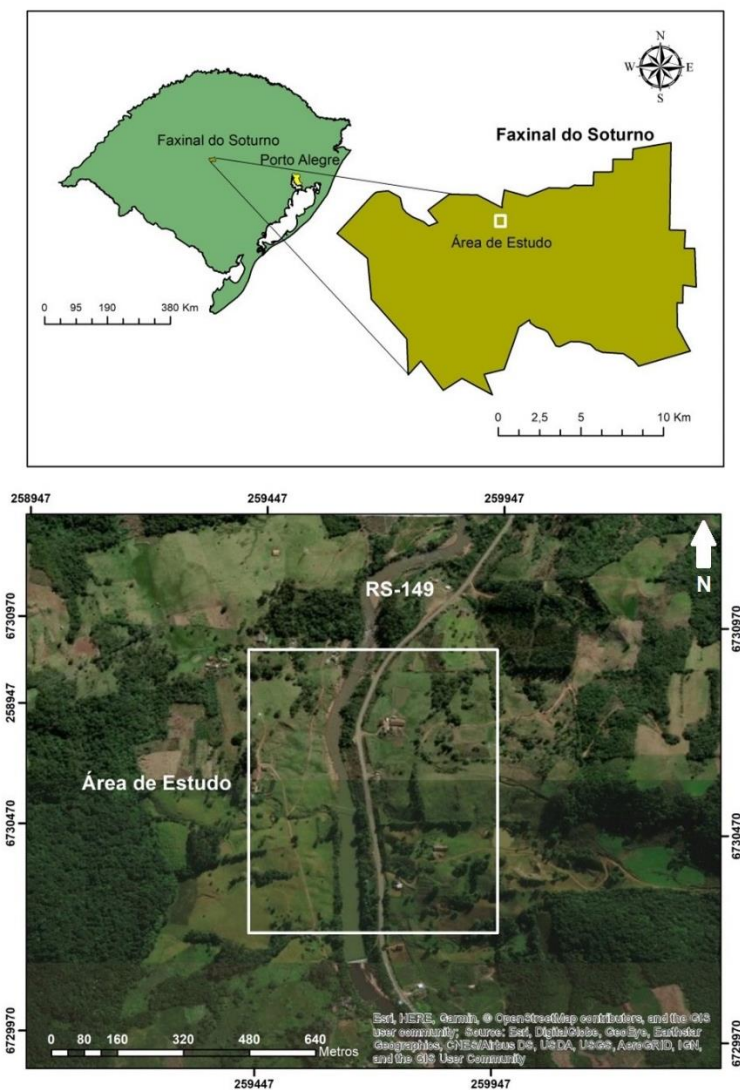 N
W E
S
Faxinal do Soturno
Faxinal do Soturno
Porto Alegre
Área de Estudo
0 95 190 380 Km
0 2,5 5 10 Km
258947 259447 259947
RS-149
N
6730970
6730970
258947
Área de Estudo
6730470
6730470
6729970
6729970
0 80 160 320 480 640
Metros
Esri, HERE, Garmin, © OpenStreetMap contributors, and the GIS
user community; Source: Esri, DigitalGlobe, GeoEye, Earthstar
Geographics, CNES/Airbus DS, USDA, USGS, AeroGRID, IGN,
and the GIS User Community
259447 259947